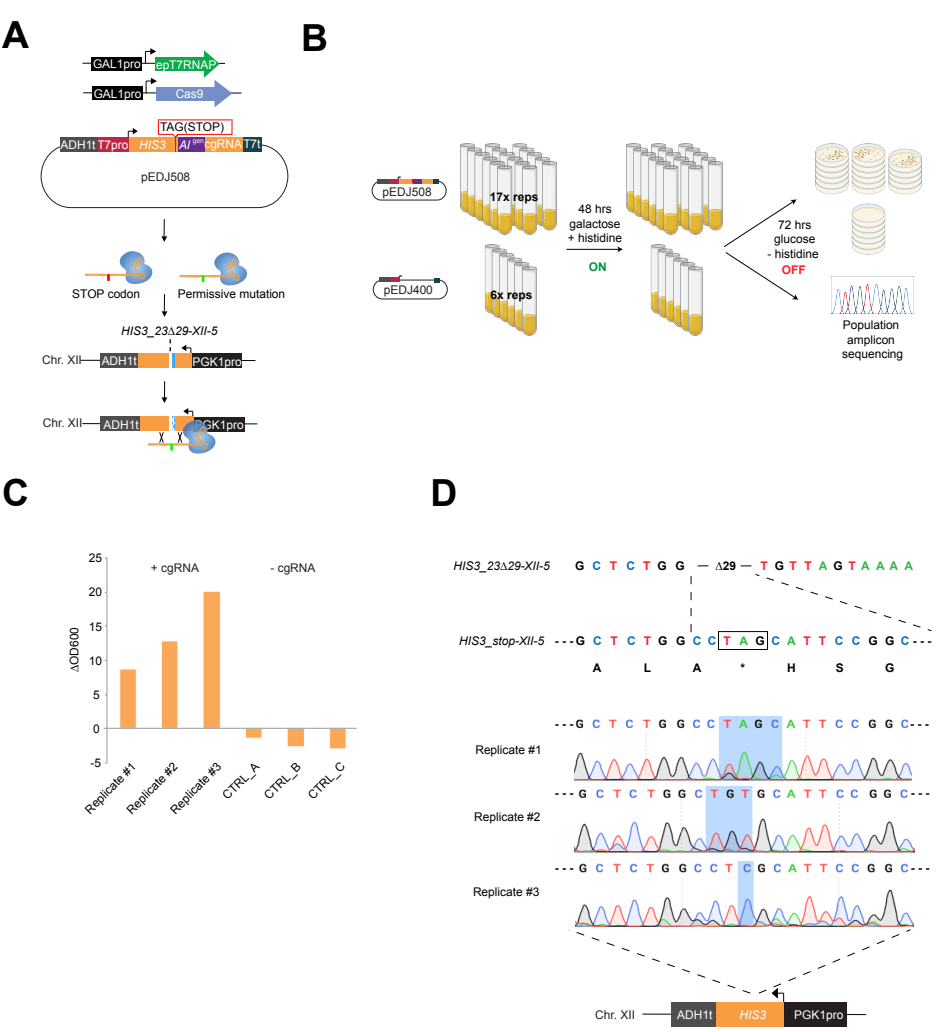 A
GAL1pro epT7RNAP
GAL1pro Cas9
TAG(STOP)
ADH1t T7pro HIS3 AI gen cgRNA T7t
pEDJ508
STOP codon Permissive mutation
HIS3_23Δ29-XII-5
Chr. XII ADH1t PGK1pro
Chr. XII ADH1t PGK1pro
B
pEDJ508
17x reps
48 hrs
galactose
+ histidine
ON
pEDJ400
6x reps
72 hrs
glucose
- histidine
OFF
Population
amplicon
sequencing
C
ΔOD600
25
20
15
10
5
0
-5
+ cgRNA - cgRNA
Replicate #1 Replicate #2 Replicate #3 CTRL_A CTRL_B CTRL_C
D
HIS3_23Δ29-XII-5 G C T C T G G — Δ29 — T G T T A G T A A A A
HIS3_stop-XII-5 ---G C T C T G G C C T A G C A T T C C G G C---
A L A * H S G
---G C T C T G G C C T A G C A T T C C G G C---
Replicate #1
---G C T C T G G C T G T G C A T T C C G G C---
Replicate #2
---G C T C T G G C C T C G C A T T C C G G C---
Replicate #3
Chr. XII ADH1t HIS3 PGK1pro